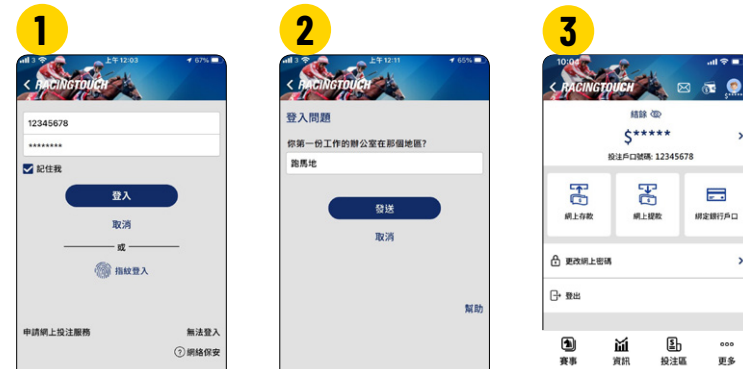 1
3
上午 12:03
67%
RACINGTOUCH
12345678
********
記住我
登入
取消
或
指紋登入
申請網上投注服務
無法登入
網絡保安
2
3
上午 12:11
65%
RACINGTOUCH
登入問題
你第一份工作的辦公室在那個地區?
跑馬地
發送
取消
幫助
3
10:04
RACINGTOUCH
結餘
$*****
投注戶口號碼: 12345678
網上存款
網上提款
綁定銀行戶口
更改網上密碼
登出
賽事
資訊
投注區
更多